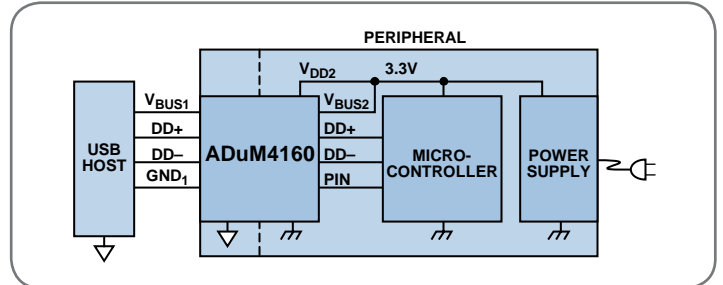 PERIPHERAL
VDD2 3.3V
VBUS1
VBUS2
DD+
DD+
USB
HOST
ADuM4160
DD–
DD–
GND1
PIN
MICRO-
CONTROLLER
POWER
SUPPLY